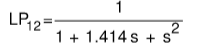 LP₁₂ = 1 / (1 + 1.414 s + s²)